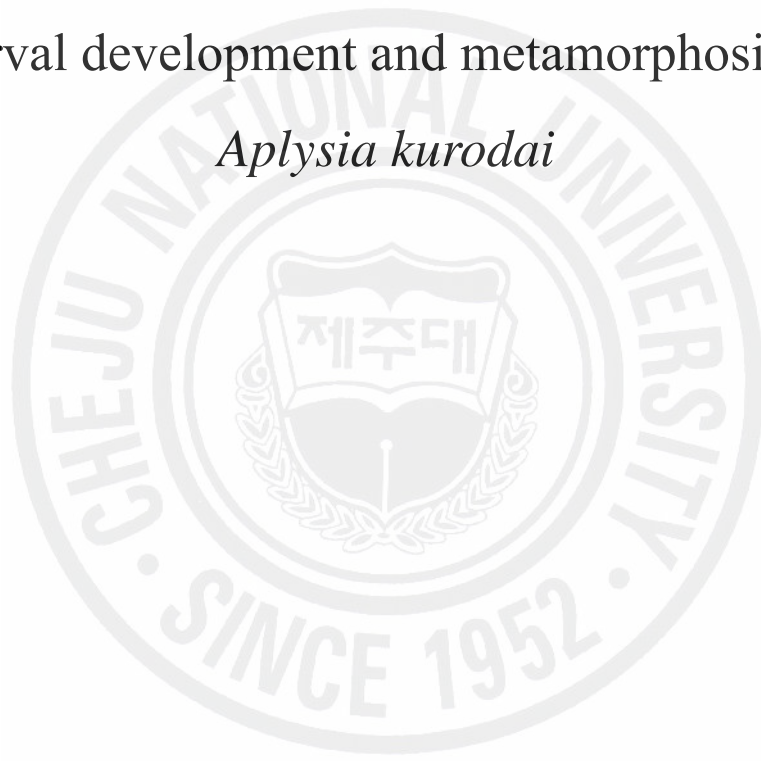 rval development and metamorphosi
Aplysia kurodai
CHEJU NATIONAL UNIVERSITY
제주대
· SINCE 1952 ·